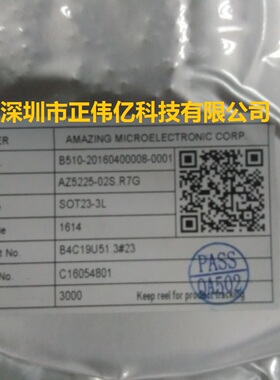 深圳市正伟亿科技有限公司
ER AMAZING MICROELECTRONIC CORP.
B510-20160400008-0001
AZ5225-02S.R7G
e SOT23-3L
ode 1614
t No B4C19U51.3#23
No. C16054801
3000 Keep reel for product tracking
PASS
QA502